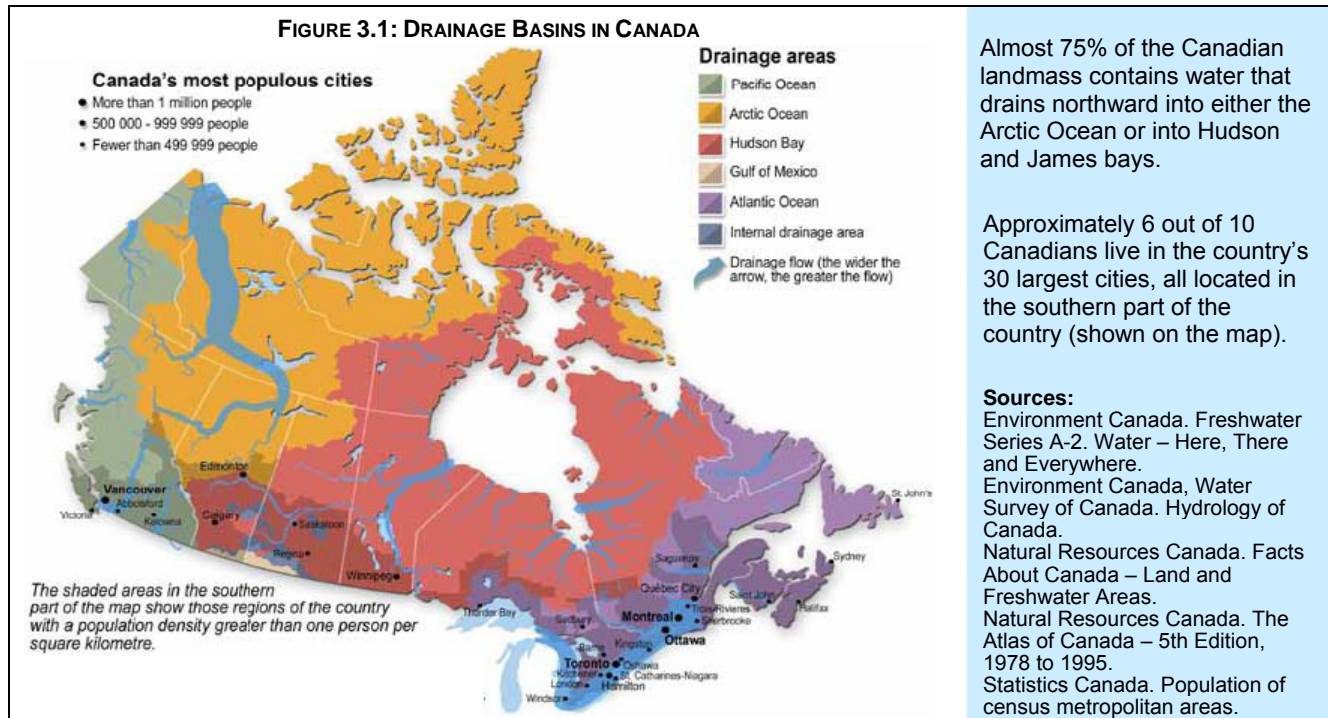 FIGURE 3.1: DRAINAGE BASINS IN CANADA
Canada's most populous cities
More than 1 million people
500 000 - 999 999 people
Fewer than 499 999 people
Drainage areas
Pacific Ocean
Arctic Ocean
Hudson Bay
Gulf of Mexico
Atlantic Ocean
Internal drainage area
Drainage flow (the wider the
arrow, the greater the flow)
Edmonton
Vancouver
Abbotsford
Victoria
Kelowna
Calgary
Saskatoon
Regina
Winnipeg
St. John's
Sydney
Saguenay
Québec City
Saint John
Halifax
Thunder Bay
Sudbury
Montreal
Trois-Rivieres
Sherbrooke
Ottawa
Kingston
Barrie
Toronto
Oshawa
Kitchener
St. Catharines-Niagara
Hamilton
London
Windsor
The shaded areas in the southern
part of the map show those regions of the country
with a population density greater than one person per
square kilometre.
Almost 75% of the Canadian
landmass contains water that
drains northward into either the
Arctic Ocean or into Hudson
and James bays.
Approximately 6 out of 10
Canadians live in the country's
30 largest cities, all located in
the southern part of the
country (shown on the map).
Sources:
Environment Canada. Freshwater
Series A-2. Water – Here, There
and Everywhere.
Environment Canada, Water
Survey of Canada. Hydrology of
Canada.
Natural Resources Canada. Facts
About Canada – Land and
Freshwater Areas.
Natural Resources Canada. The
Atlas of Canada – 5th Edition,
1978 to 1995.
Statistics Canada. Population of
census metropolitan areas.